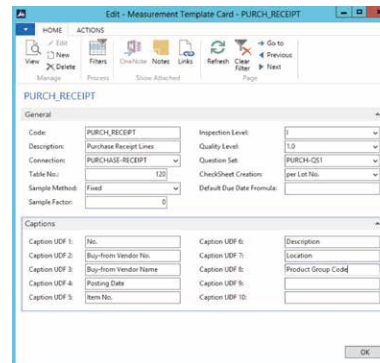 Edit - Measurement Template Card - PURCH_RECEIPT
HOME ACTIONS
View
Edit
New
Delete
Filters
OneNote
Notes
Links
Refresh
Clear Filter
Go to
Previous
Next
Manage Process Show Attached Page
PURCH_RECEIPT
General
Code: PURCH_RECEIPT Inspection Level: I
Description: Purchase Receipt Lines Quality Level: 1.0
Connection: PURCHASE-RECEIPT Question Set: PURCH-QS1
Table No.: 120 CheckSheet Creation: per Lot No.
Sample Method: Fixed Default Due Date Formula:
Sample Factor: 0
Captions
Caption UDF 1: No. Caption UDF 6: Description
Caption UDF 2: Buy-from Vendor No. Caption UDF 7: Location
Caption UDF 3: Buy-from Vendor Name Caption UDF 8: Product Group Code
Caption UDF 4: Posting Date Caption UDF 9:
Caption UDF 5: Item No. Caption UDF 10:
OK